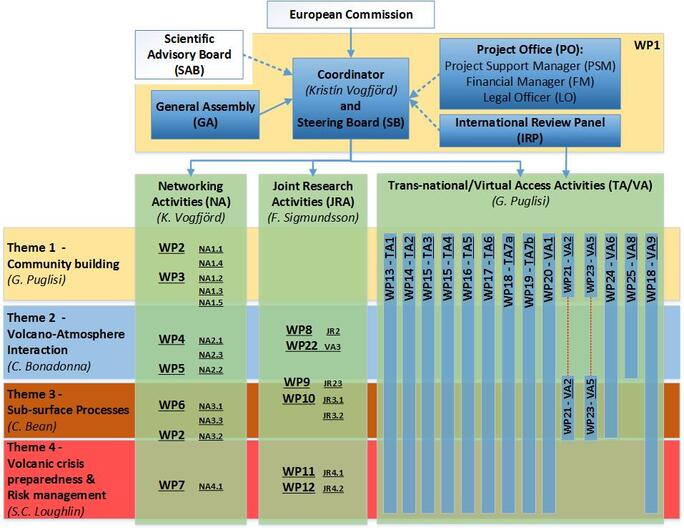 European Commission
Scientific
Advisory Board
(SAB)
WP1
Coordinator
(Kristín Vogfjörd)
and
Steering Board (SB)
Project Office (PO):
Project Support Manager (PSM)
Financial Manager (FM)
Legal Officer (LO)
General Assembly
(GA)
International Review Panel
(IRP)
Networking
Activities (NA)
(K. Vogfjörd)
Joint Research
Activities (JRA)
(F. Sigmundsson)
Trans-national/Virtual Access Activities (TA/VA)
(G. Puglisi)
Theme 1 -
Community building
(G. Puglisi)
WP2 NA1.1
NA1.4
WP3 NA1.2
NA1.3
NA1.5
WP13 - TA1
WP14 - TA2
WP15 - TA3
WP15 - TA4
WP16 - TA5
WP17 - TA6
WP18 - TA7a
WP19 - TA7b
WP20 - VA1
WP21 - VA2
WP23 - VA5
WP24 - VA6
WP25 - VA8
WP18 - VA9
Theme 2 -
Volcano-Atmosphere
Interaction
(C. Bonadonna)
WP4 NA2.1
NA2.3
WP5 NA2.2
WP8 JR2
WP22 VA3
Theme 3 -
Sub-surface Processes
(C. Bean)
WP6 NA3.1
NA3.3
WP2 NA3.2
WP9 JR23
WP10 JR3.1
JR3.2
WP21 - VA2
WP23 - VA5
Theme 4 -
Volcanic crisis
preparedness &
Risk management
(S.C. Loughlin)
WP7 NA4.1
WP11 JR4.1
WP12 JR4.2